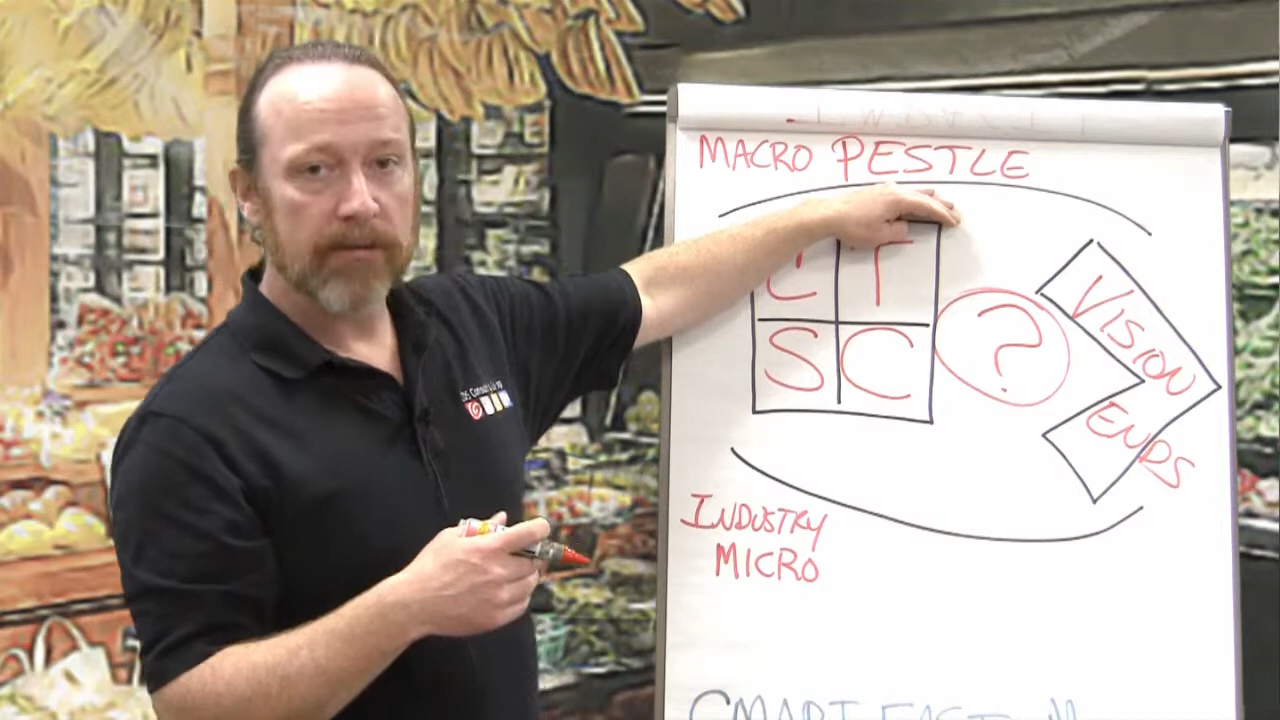 MACRO PESTLE
T
S C
?
VISION
ENDS
INDUSTRY
MICRO